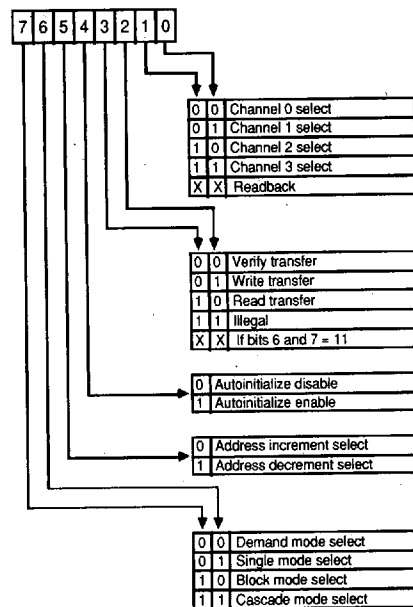 7 6 5 4 3 2 1 0
0 0 Channel 0 select
0 1 Channel 1 select
1 0 Channel 2 select
1 1 Channel 3 select
X X Readback
0 0 Verify transfer
0 1 Write transfer
1 0 Read transfer
1 1 Illegal
X X If bits 6 and 7 = 11
0 Autoinitialize disable
1 Autoinitialize enable
0 Address increment select
1 Address decrement select
0 0 Demand mode select
0 1 Single mode select
1 0 Block mode select
1 1 Cascade mode select